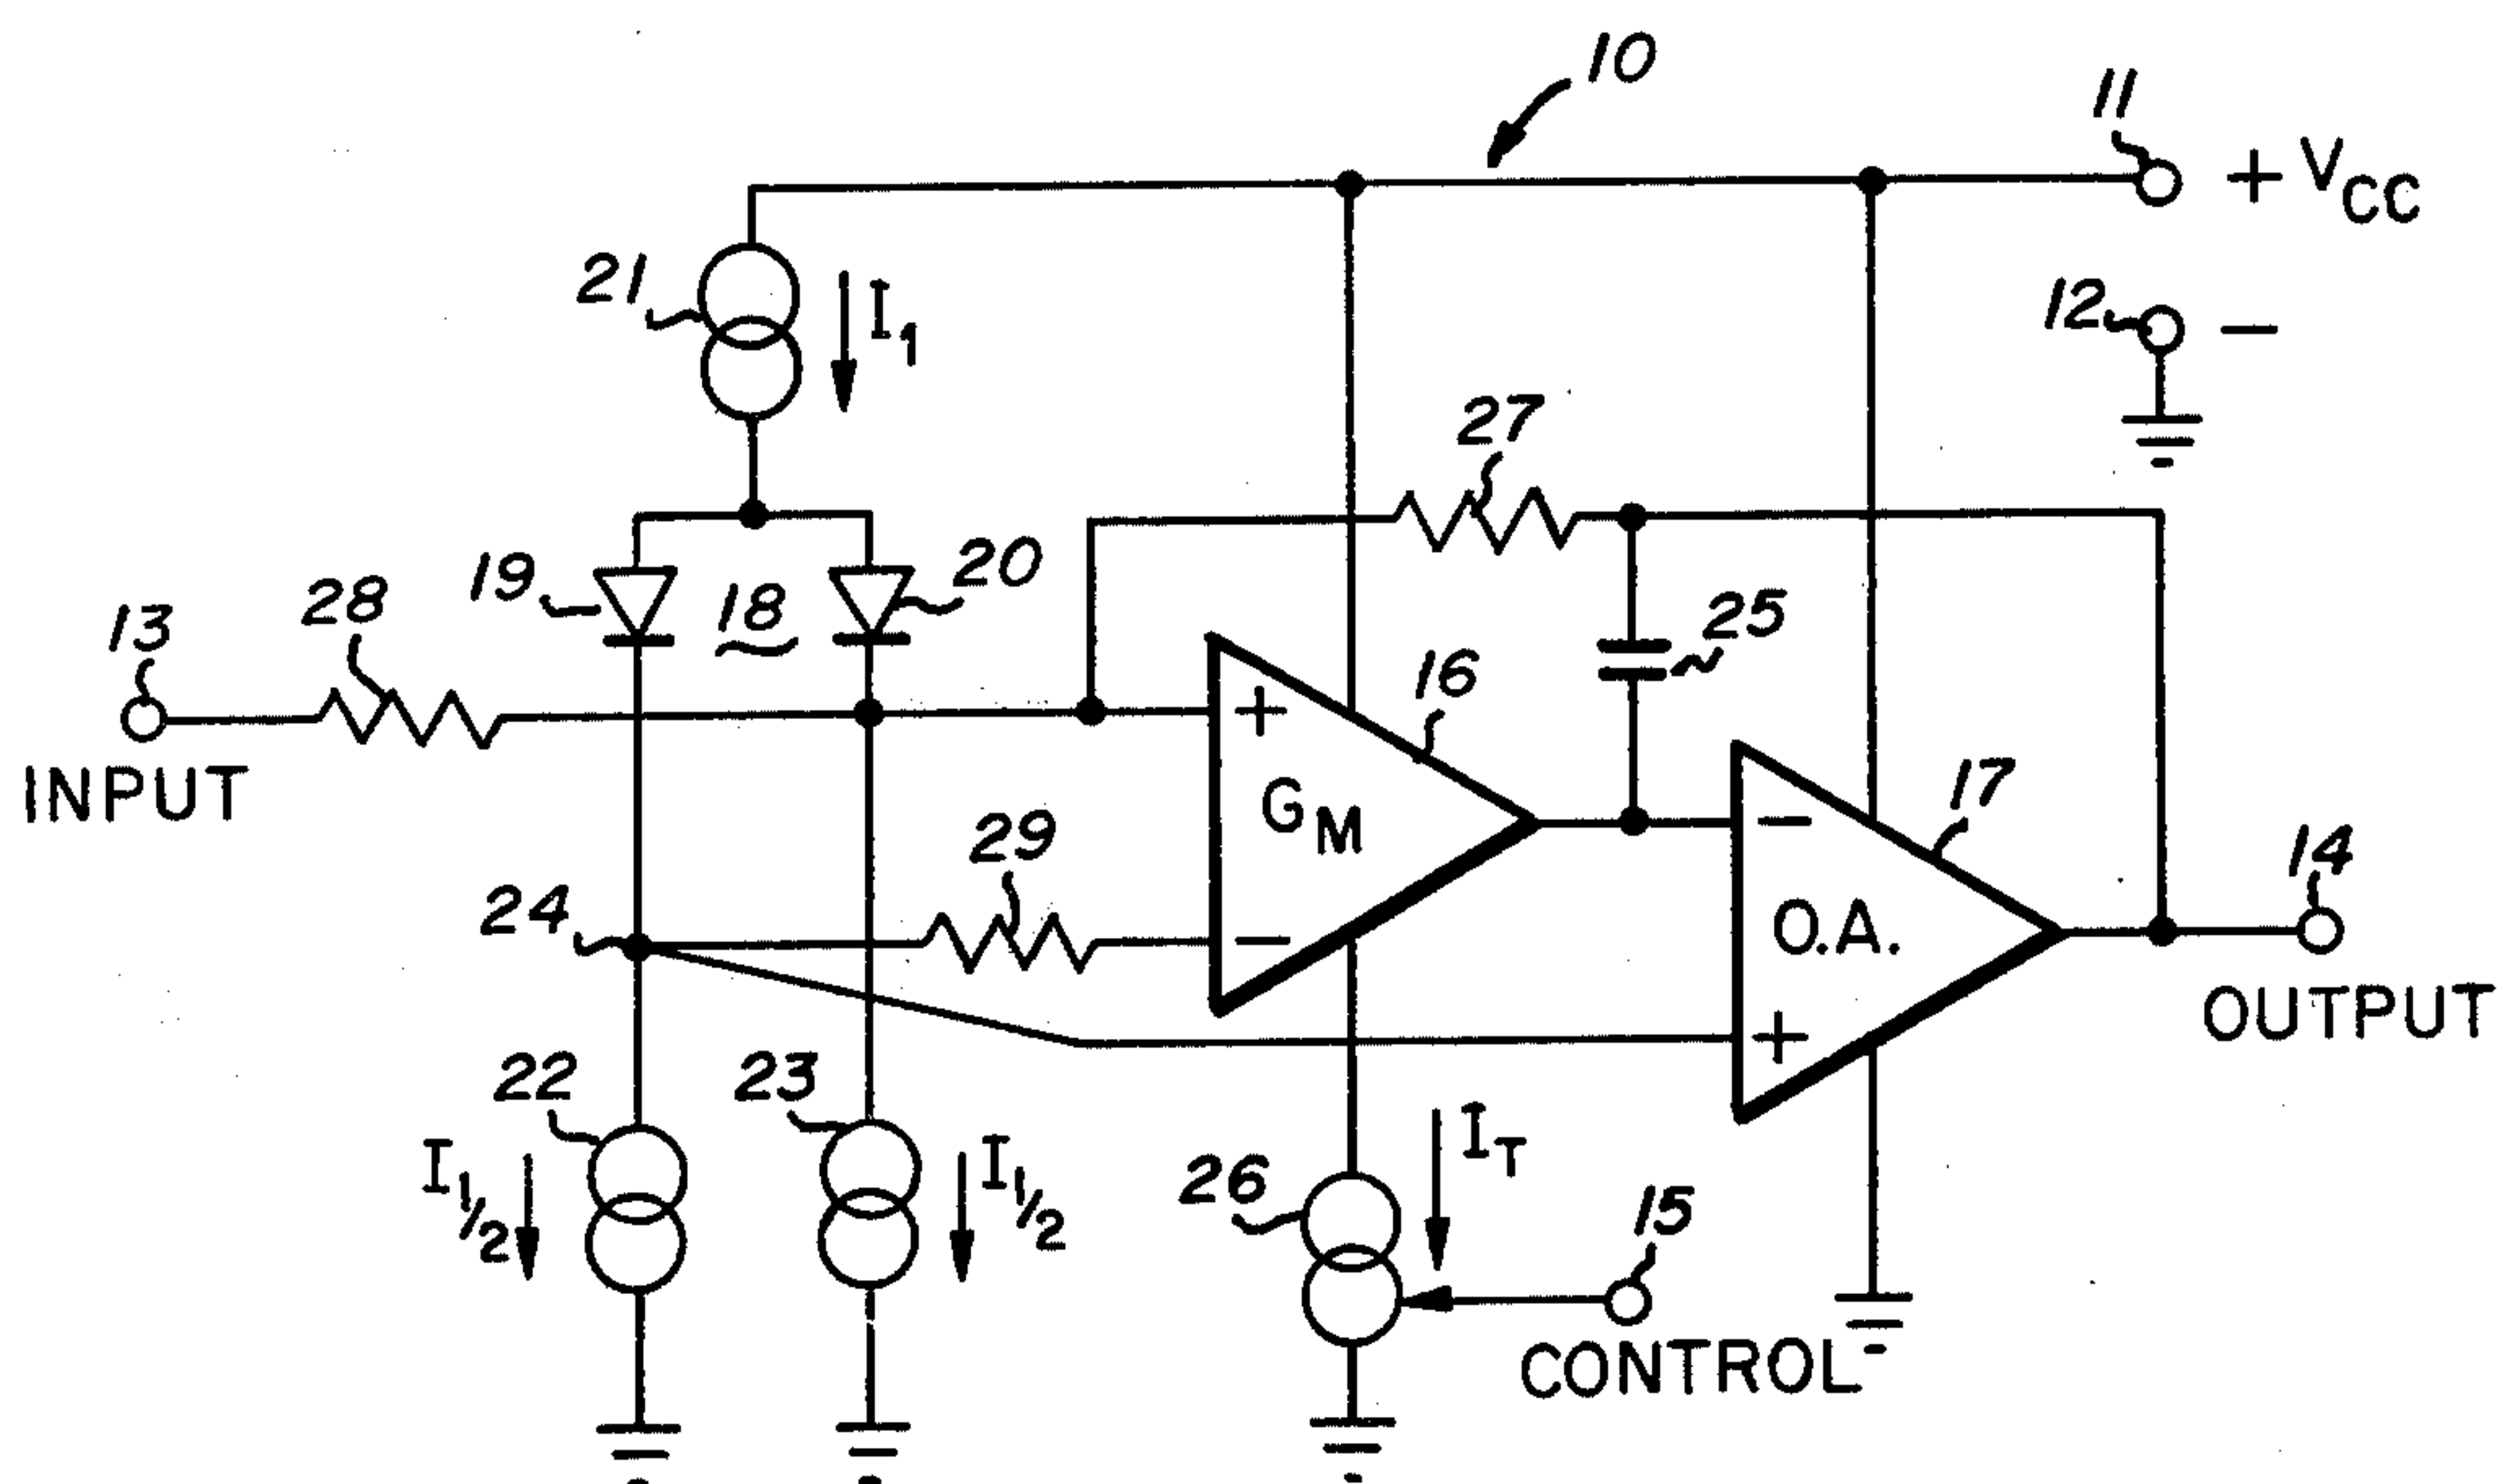 10
11
+ VCC
21
I1
12
−
27
19
18
20
28
13
25
16
+
GM
17
INPUT
29
−
−
14
24
O.A.
+
OUTPUT
22
23
I1/2
I1/2
26
IT
15
CONTROL